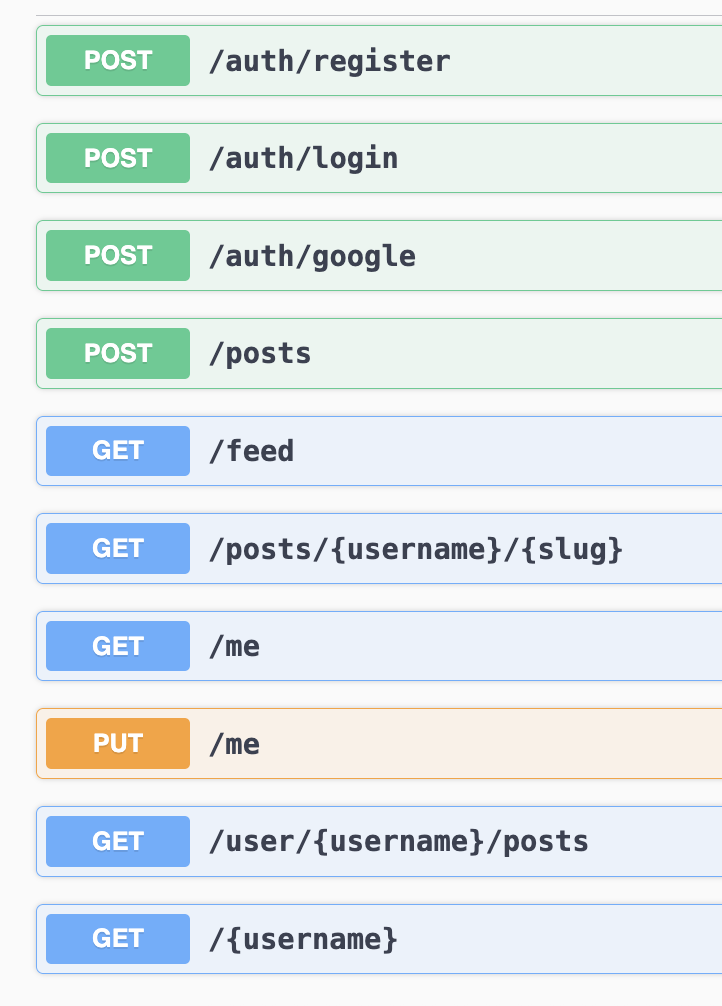 POST /auth/register
POST /auth/login
POST /auth/google
POST /posts
GET /feed
GET /posts/{username}/{slug}
GET /me
PUT /me
GET /user/{username}/posts
GET /{username}